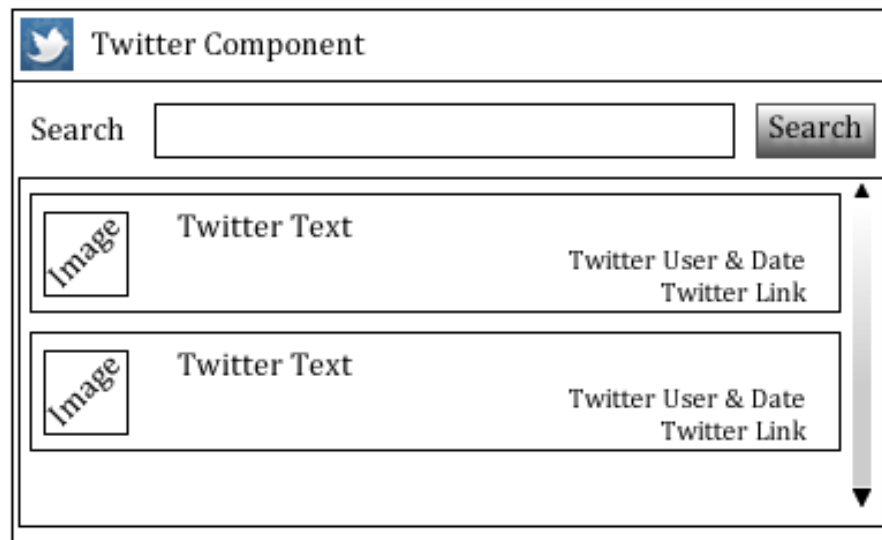 Twitter Component
Search Search
Image Twitter Text
Twitter User & Date
Twitter Link
Image Twitter Text
Twitter User & Date
Twitter Link